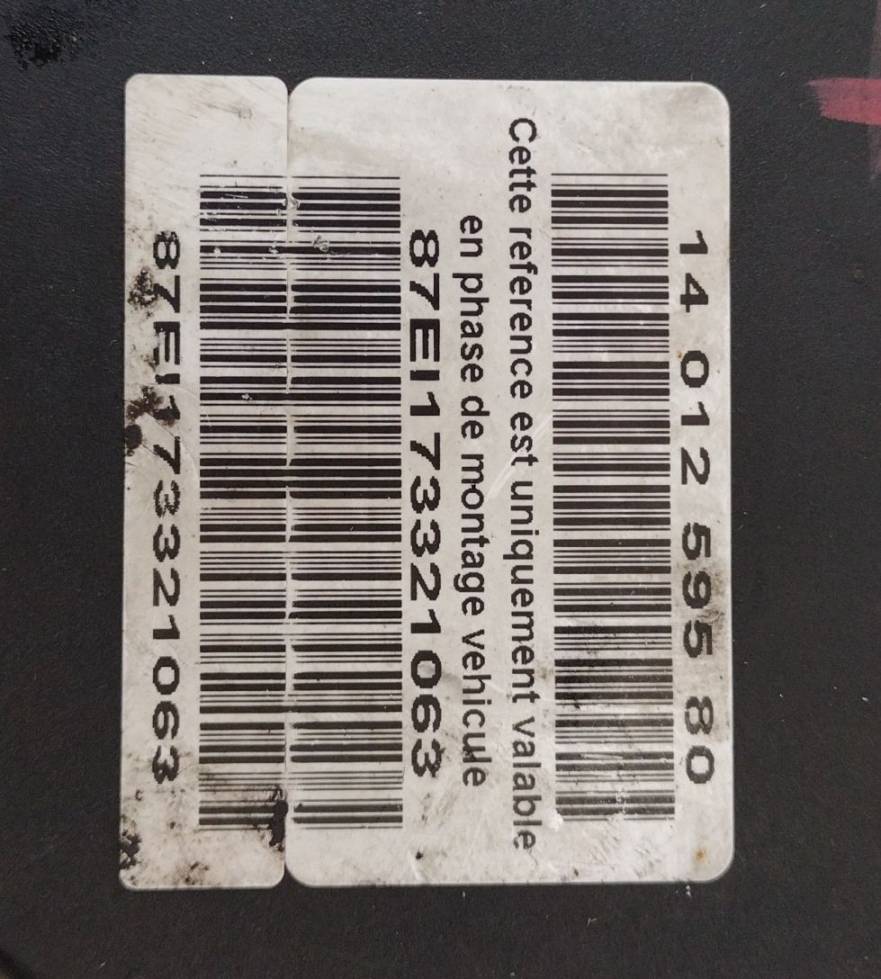 14 012 595 80
Cette reference est uniquement valable
en phase de montage vehicule
87EI173321063
87EI173321063